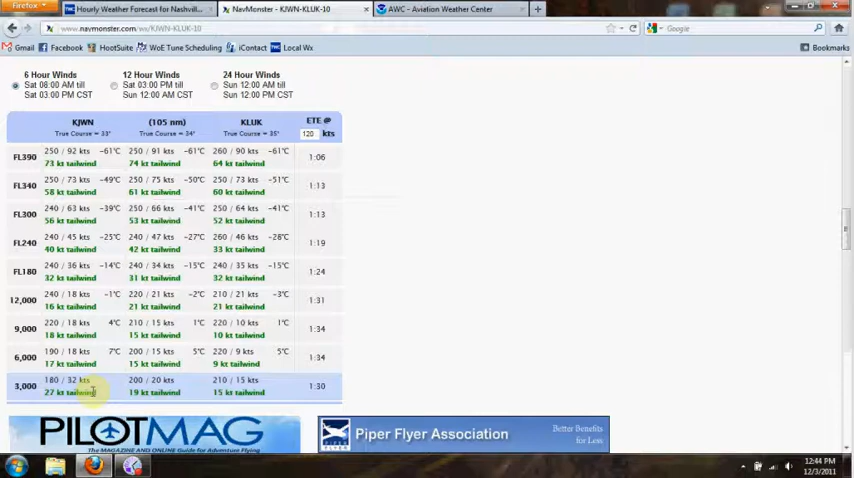 Firefox
Hourly Weather Forecast for Nashvill...
NavMonster - KJWN-KLUK-10
AWC - Aviation Weather Center
www.navmonster.com/wx/KJWN-KLUK-10
Google
Gmail Facebook HootSuite WoE Tune Scheduling iContact Local Wx Bookmarks
6 Hour Winds 12 Hour Winds 24 Hour Winds
Sat 08:00 AM till Sat 03:00 PM till Sun 12:00 AM till
Sat 03:00 PM CST Sun 12:00 AM CST Sun 12:00 PM CST
KJWN (105 nm) KLUK ETE @
True Course = 33° True Course = 34° True Course = 35° 120 kts
FL390 250 / 92 kts -61°C 250 / 91 kts -61°C 260 / 90 kts -61°C 1:06
73 kt tailwind 74 kt tailwind 64 kt tailwind
FL340 250 / 73 kts -49°C 250 / 75 kts -50°C 250 / 73 kts -51°C 1:13
58 kt tailwind 61 kt tailwind 60 kt tailwind
FL300 240 / 63 kts -39°C 250 / 66 kts -41°C 250 / 64 kts -41°C 1:13
56 kt tailwind 53 kt tailwind 52 kt tailwind
FL240 240 / 45 kts -25°C 240 / 47 kts -27°C 260 / 46 kts -28°C 1:19
40 kt tailwind 42 kt tailwind 33 kt tailwind
FL180 240 / 36 kts -14°C 240 / 34 kts -15°C 240 / 35 kts -15°C 1:24
32 kt tailwind 31 kt tailwind 32 kt tailwind
12,000 240 / 18 kts -1°C 220 / 21 kts -2°C 210 / 21 kts -3°C 1:31
16 kt tailwind 21 kt tailwind 21 kt tailwind
9,000 220 / 18 kts 4°C 210 / 15 kts 1°C 220 / 10 kts 1°C 1:34
18 kt tailwind 15 kt tailwind 10 kt tailwind
6,000 190 / 18 kts 7°C 200 / 15 kts 5°C 220 / 9 kts 5°C 1:34
17 kt tailwind 15 kt tailwind 9 kt tailwind
3,000 180 / 32 kts 200 / 20 kts 210 / 15 kts 1:30
27 kt tailwind 19 kt tailwind 15 kt tailwind
PILOTMAG
The MAGAZINE AND ONLINE Guide for Adventure Flying
Piper Flyer Association
Better Benefits
for Less
12:44 PM
12/3/2011